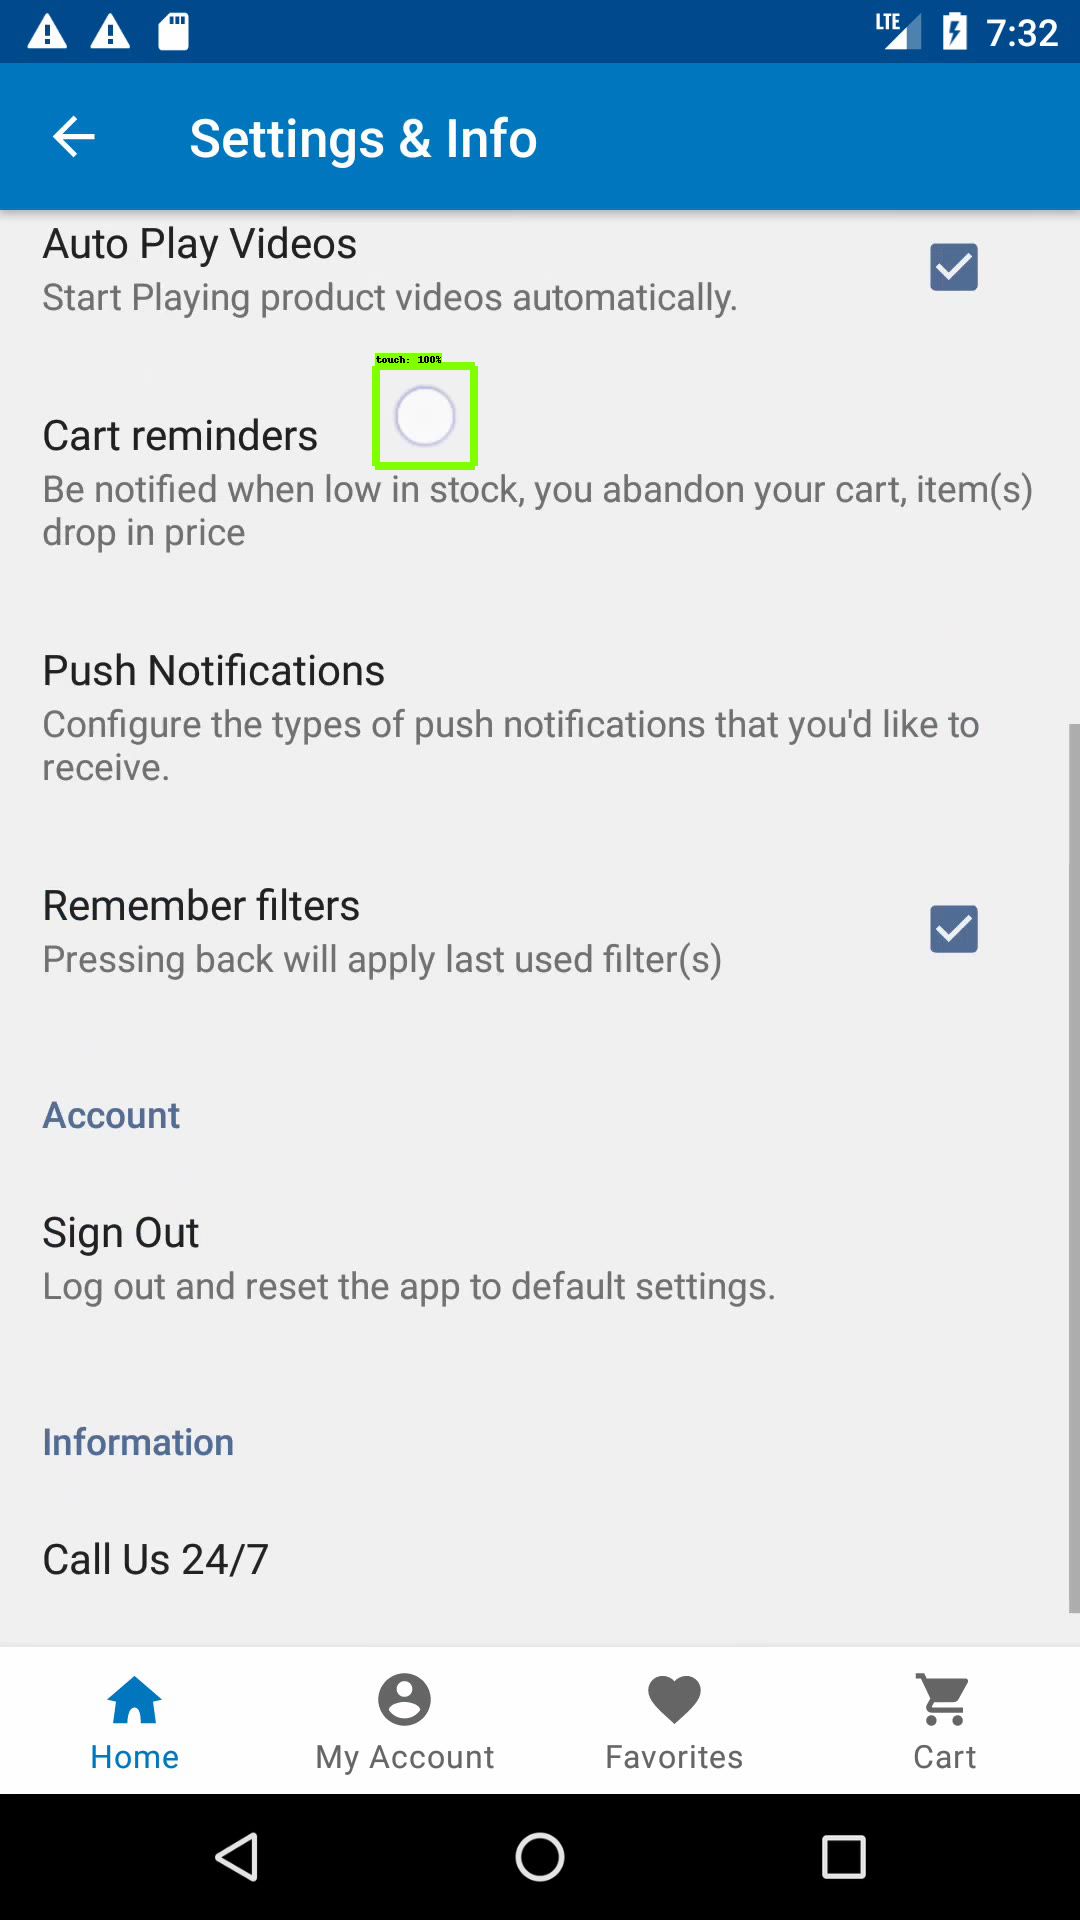 LTE 7:32
Settings & Info
Auto Play Videos
Start Playing product videos automatically.
touch: 100%
Cart reminders
Be notified when low in stock, you abandon your cart, item(s)
drop in price
Push Notifications
Configure the types of push notifications that you'd like to
receive.
Remember filters
Pressing back will apply last used filter(s)
Account
Sign Out
Log out and reset the app to default settings.
Information
Call Us 24/7
Home My Account Favorites Cart